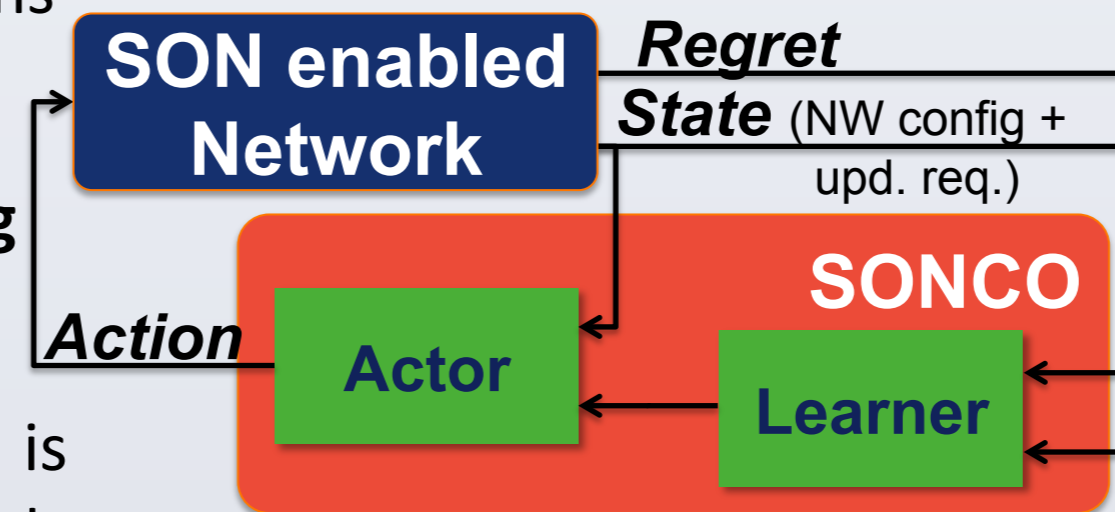 SON enabled
Network
Regret
State (NW config +
upd. req.)
SONCO
Action
Actor
Learner
is